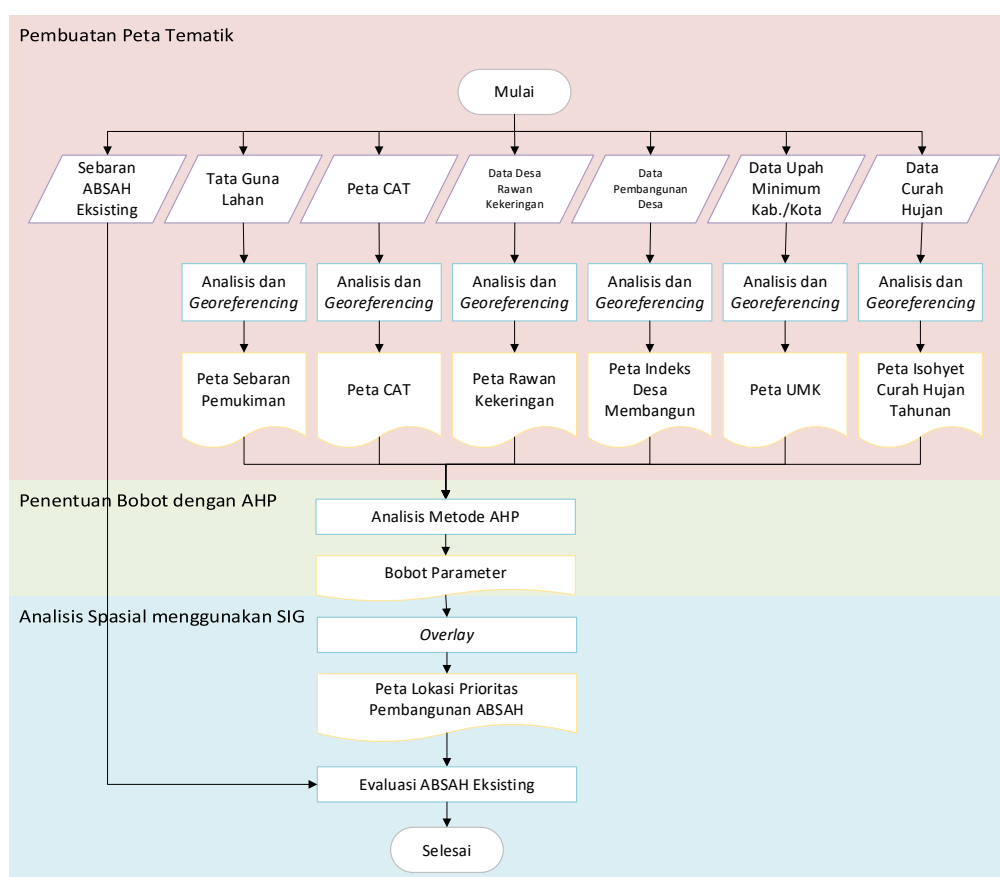 Pembuatan Peta Tematik
Mulai
Sebaran
ABSAH
Eksisting
Tata Guna
Lahan
Peta CAT
Data Desa
Rawan
Kekeringan
Data
Pembangunan
Desa
Data Upah
Minimum
Kab./Kota
Data
Curah
Hujan
Analisis dan
Georeferencing
Analisis dan
Georeferencing
Analisis dan
Georeferencing
Analisis dan
Georeferencing
Analisis dan
Georeferencing
Analisis dan
Georeferencing
Peta Sebaran
Pemukiman
Peta CAT
Peta Rawan
Kekeringan
Peta Indeks
Desa
Membangun
Peta UMK
Peta Isohyet
Curah Hujan
Tahunan
Penentuan Bobot dengan AHP
Analisis Metode AHP
Bobot Parameter
Analisis Spasial menggunakan SIG
Overlay
Peta Lokasi Prioritas
Pembangunan ABSAH
Evaluasi ABSAH Eksisting
Selesai